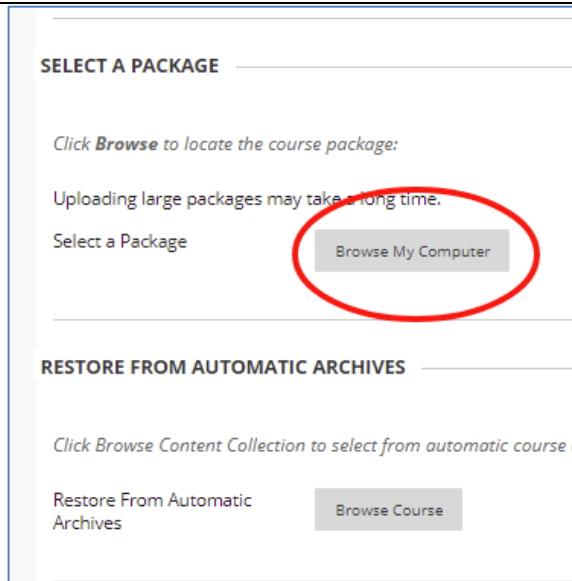 SELECT A PACKAGE
Click Browse to locate the course package:
Uploading large packages may take a long time.
Select a Package
Browse My Computer
RESTORE FROM AUTOMATIC ARCHIVES
Click Browse Content Collection to select from automatic course
Restore From Automatic
Archives
Browse Course